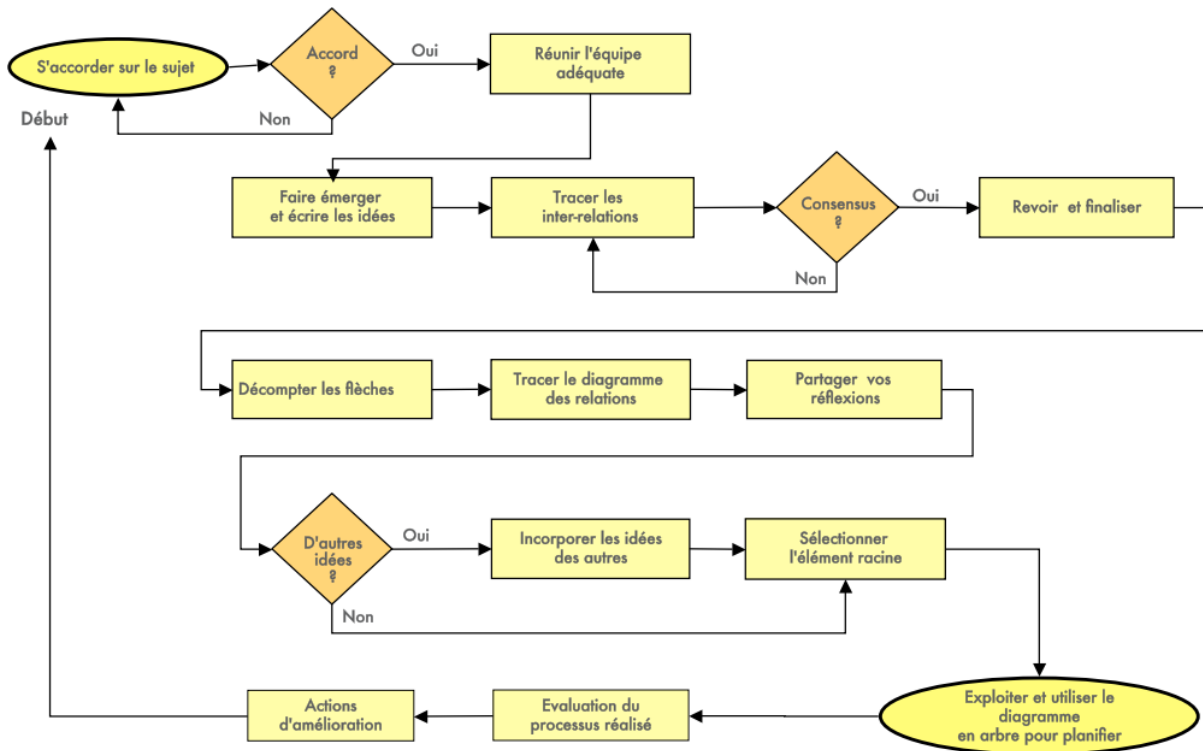 S'accorder sur le sujet
Accord
?
Oui
Réunir l'équipe
adéquate
Non
Début
Faire émerger
et écrire les idées
Tracer les
inter-relations
Consensus
?
Oui
Revoir et finaliser
Non
Décompter les flèches
Tracer le diagramme
des relations
Partager vos
réflexions
D'autres
idées
?
Oui
Incorporer les idées
des autres
Sélectionner
l'élément racine
Non
Actions
d'amélioration
Evaluation du
processus réalisé
Exploiter et utiliser le
diagramme
en arbre pour planifier